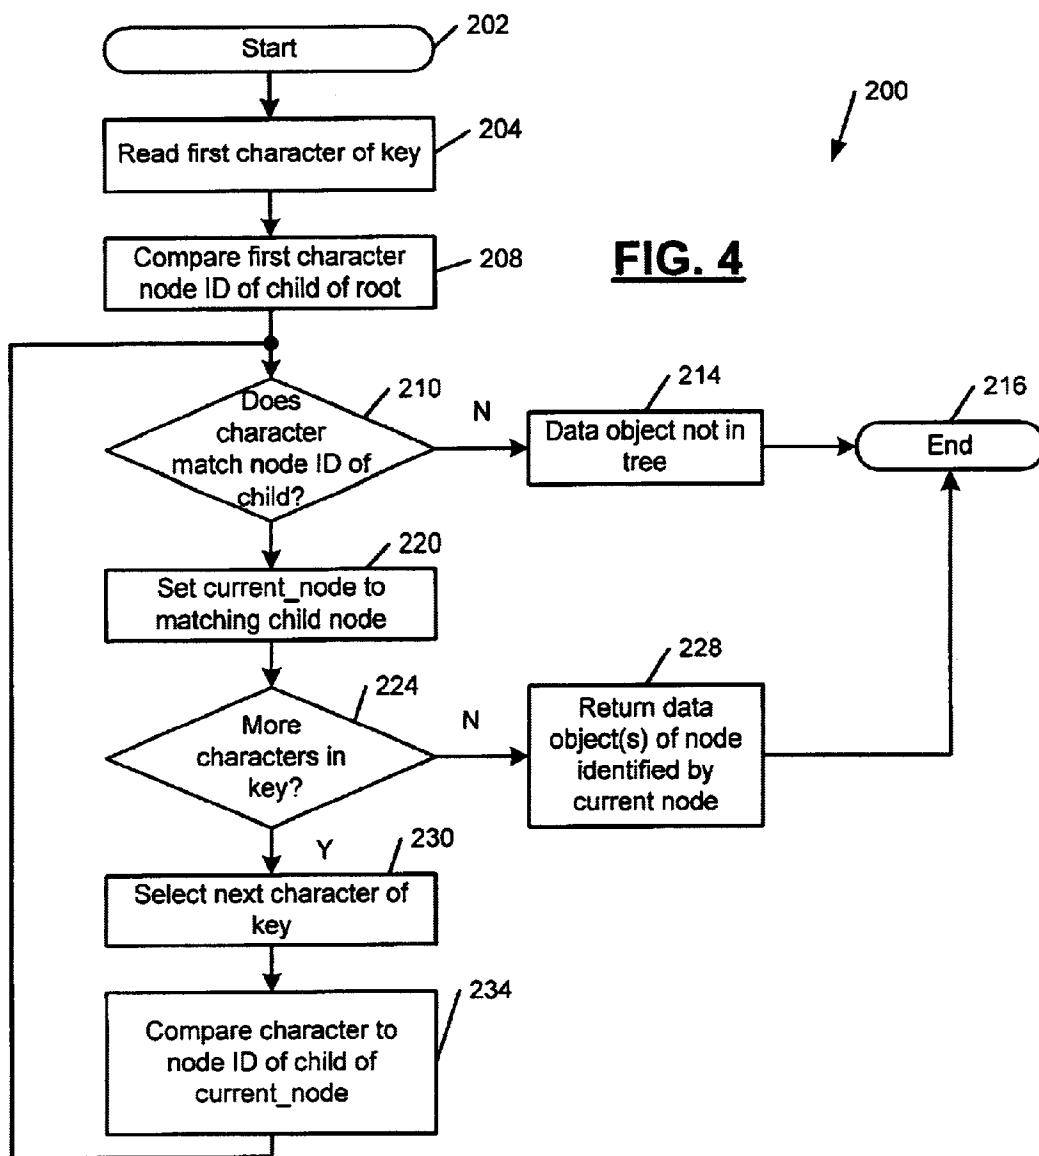 Start
202
200
Read first character of key
204
Compare first character
node ID of child of root
208
FIG. 4
Does
character
match node ID of
child?
210
N
Data object not in
tree
214
End
216
Set current_node to
matching child node
220
More
characters in
key?
224
N
Return data
object(s) of node
identified by
current node
228
Y
Select next character of
key
230
Compare character to
node ID of child of
current_node
234